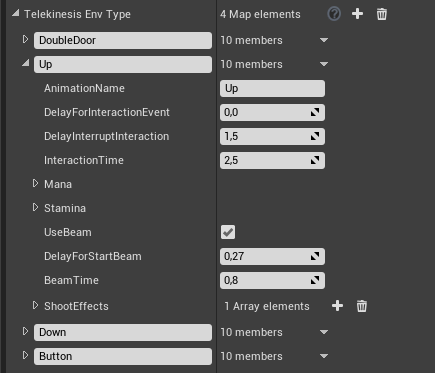 Telekinesis Env Type 4 Map elements
DoubleDoor 10 members
Up 10 members
AnimationName Up
DelayForInteractionEvent 0,0
DelayInterruptInteraction 1,5
InteractionTime 2,5
Mana
Stamina
UseBeam
DelayForStartBeam 0,27
BeamTime 0,8
ShootEffects 1 Array elements
Down 10 members
Button 10 members